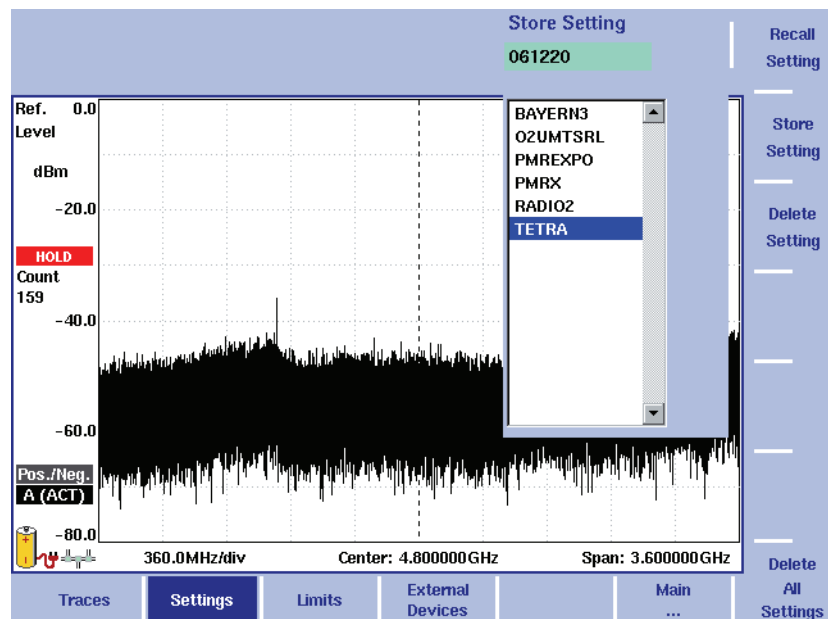 Store Setting
061220
Recall
Setting
Ref. 0.0
Level
dBm
-20.0
HOLD
Count
159
-40.0
-60.0
Pos./Neg.
A (ACT)
-80.0
BAYERN3
O2UMTSRL
PMREXPO
PMRX
RADIO2
TETRA
Store
Setting
Delete
Setting
360.0MHz/div
Center: 4.800000GHz
Span: 3.600000GHz
Delete
All
Settings
Traces
Settings
Limits
External
Devices
Main
...